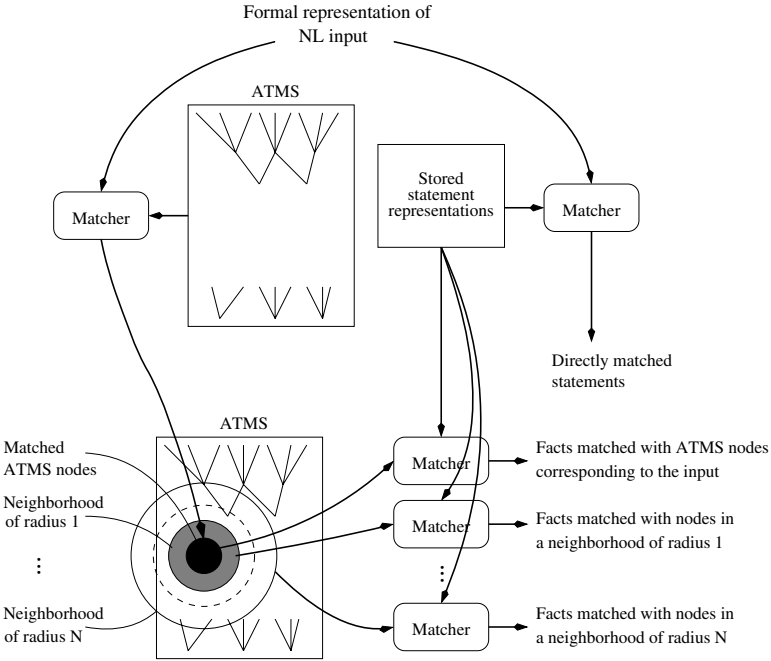 Formal representation of
NL input
ATMS
Stored
statement
representations
Matcher
Matcher
Directly matched
statements
ATMS
Matched
ATMS nodes
Neighborhood
of radius 1
⋮
Neighborhood
of radius N
Matcher
Facts matched with ATMS nodes
corresponding to the input
Matcher
Facts matched with nodes in
a neighborhood of radius 1
⋮
Matcher
Facts matched with nodes in
a neighborhood of radius N